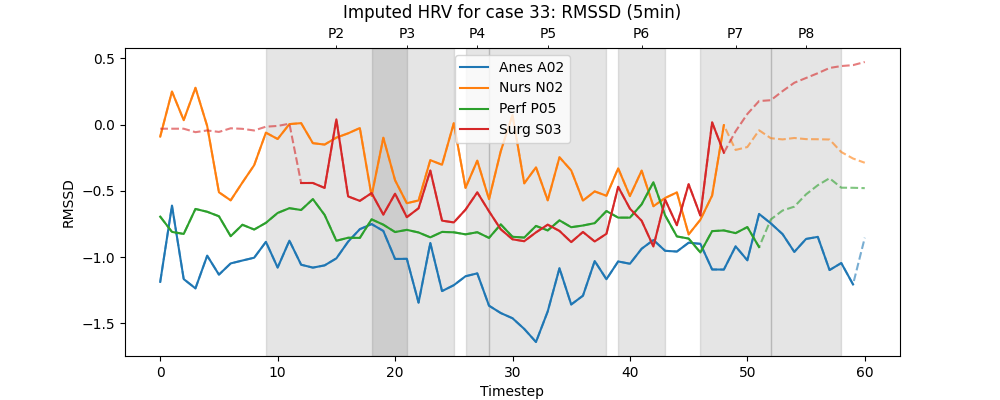 Imputed HRV for case 33: RMSSD (5min)
P2 P3 P4 P5 P6 P7 P8
Anes A02
Nurs N02
Perf P05
Surg S03
0.5
0.0
−0.5
−1.0
−1.5
RMSSD
0 10 20 30 40 50 60
Timestep